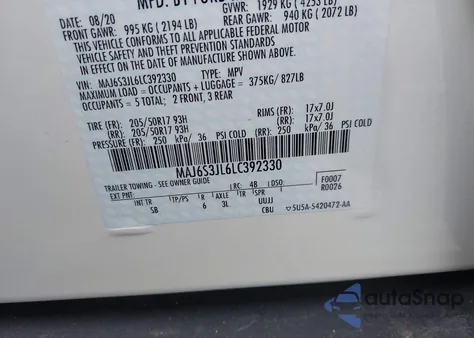 MFD. BY FORD
08/20 GVWR: 1929 KG (4253 LB)
FRONT GAWR: 995 KG (2194 LB) REAR GAWR: 940 KG (2072 LB)
THIS VEHICLE CONFORMS TO ALL APPLICABLE FEDERAL MOTOR
VEHICLE SAFETY AND THEFT PREVENTION STANDARDS
IN EFFECT ON THE DATE OF MANUFACTURE SHOWN ABOVE.
VIN: MAJ6S3JL6LC392330 TYPE: MPV
MAXIMUM LOAD = OCCUPANTS + LUGGAGE = 375KG/ 827LB
OCCUPANTS = 5 TOTAL; 2 FRONT, 3 REAR
TIRE (FR): 205/50R17 93H RIMS (FR): 17x7.0J
(RR): 205/50R17 93H (RR): 17x7.0J
PRESSURE (FR): 250 kPa/ 36 PSI COLD (RR): 250 kPa/ 36 PSI COLD
MAJ6S3JL6LC392330
TRAILER TOWING - SEE OWNER GUIDE RC: 4B DSO: F0007
EXT PNT: R0026
INT TR TP/PS R AXLE TR SPR
SB 6 3L UUJJ
CBU 5U5A-5420472-AA
autoSnap